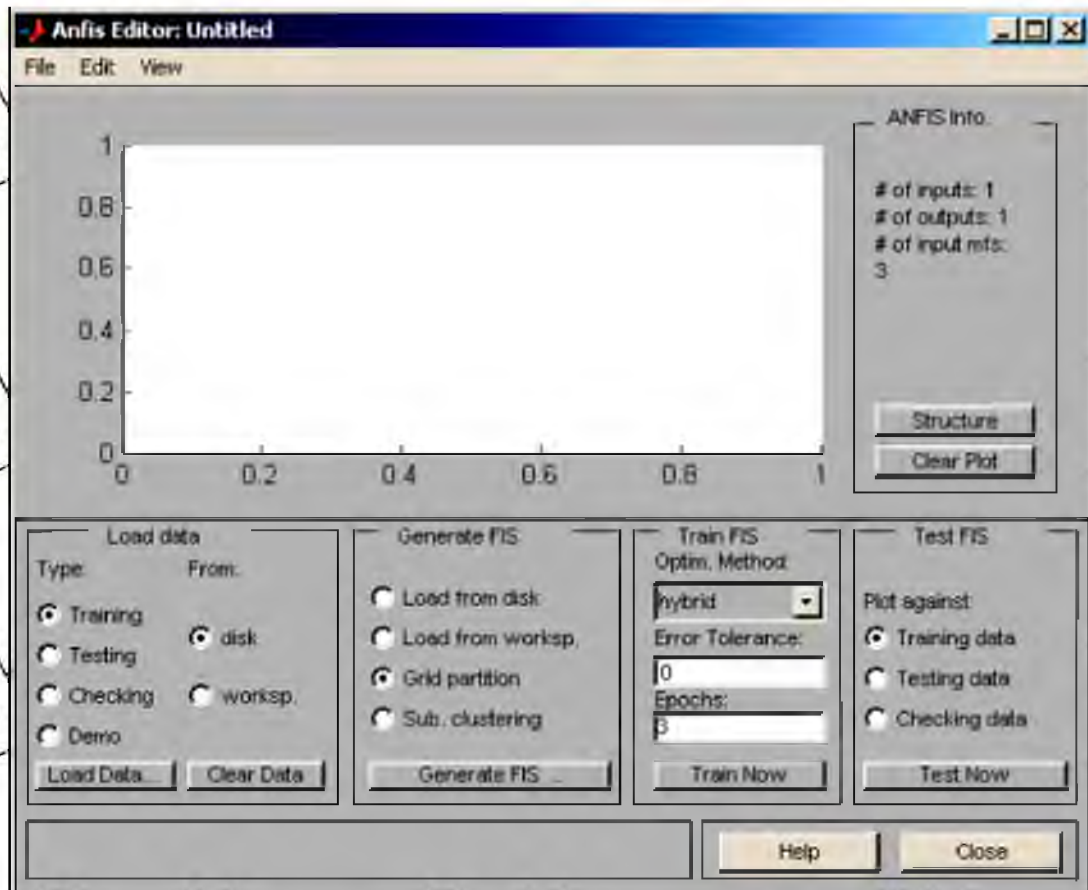 Anfis Editor: Untitled
File Edit View
ANFIS Info.
1
0.8
0.6
0.4
0.2
0
0 0.2 0.4 0.6 0.8 1
# of inputs: 1
# of outputs: 1
# of input mfs:
3
Structure
Clear Plot
Load data
Type: From:
Training
disk
Testing
Checking
worksp.
Demo
Load Data... Clear Data
Generate FIS
Load from disk
Load from worksp.
Grid partition
Sub. clustering
Generate FIS ...
Train FIS
Optim. Method:
hybrid
Error Tolerance:
0
Epochs:
3
Train Now
Test FIS
Plot against:
Training data
Testing data
Checking data
Test Now
Help Close